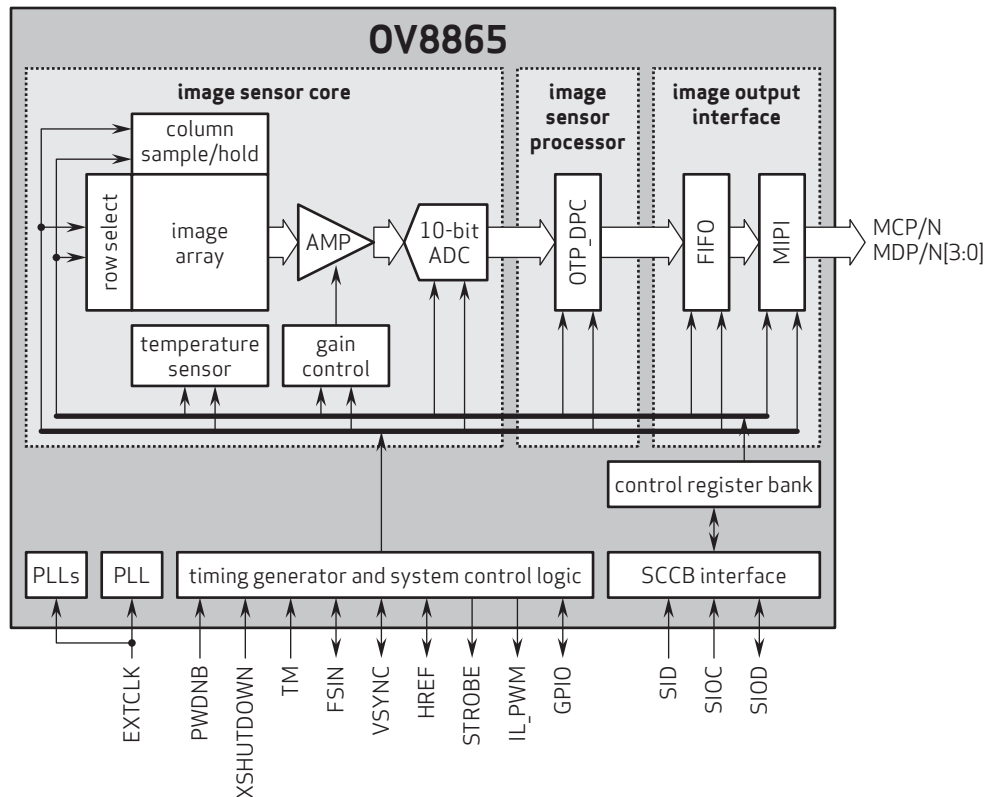 OV8865
image sensor core
image
sensor
processor
image output
interface
column
sample/hold
row select
image
array
AMP
10-bit
ADC
OTP_DPC
FIFO
MIPI
MCP/N
MDP/N[3:0]
temperature
sensor
gain
control
control register bank
PLLs
PLL
timing generator and system control logic
SCCB interface
EXTCLK
PWDNB
XSHUTDOWN
TM
FSIN
VSYNC
HREF
STROBE
IL_PWM
GPIO
SID
SIOC
SIOD